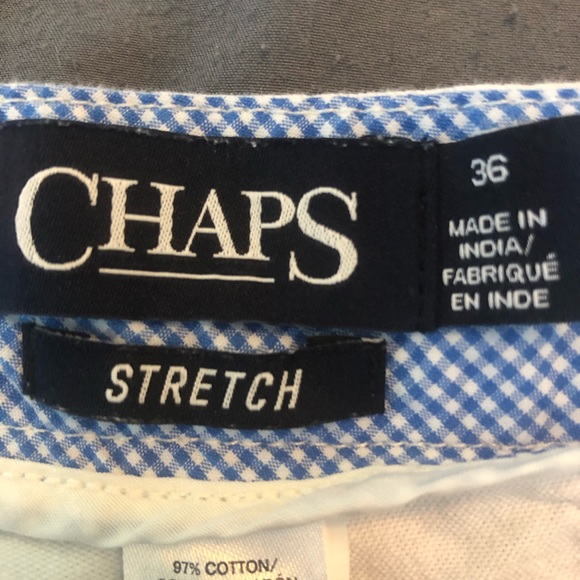 CHAPS
36
MADE IN
INDIA/
FABRIQUÉ
EN INDE
STRETCH
97% COTTON/